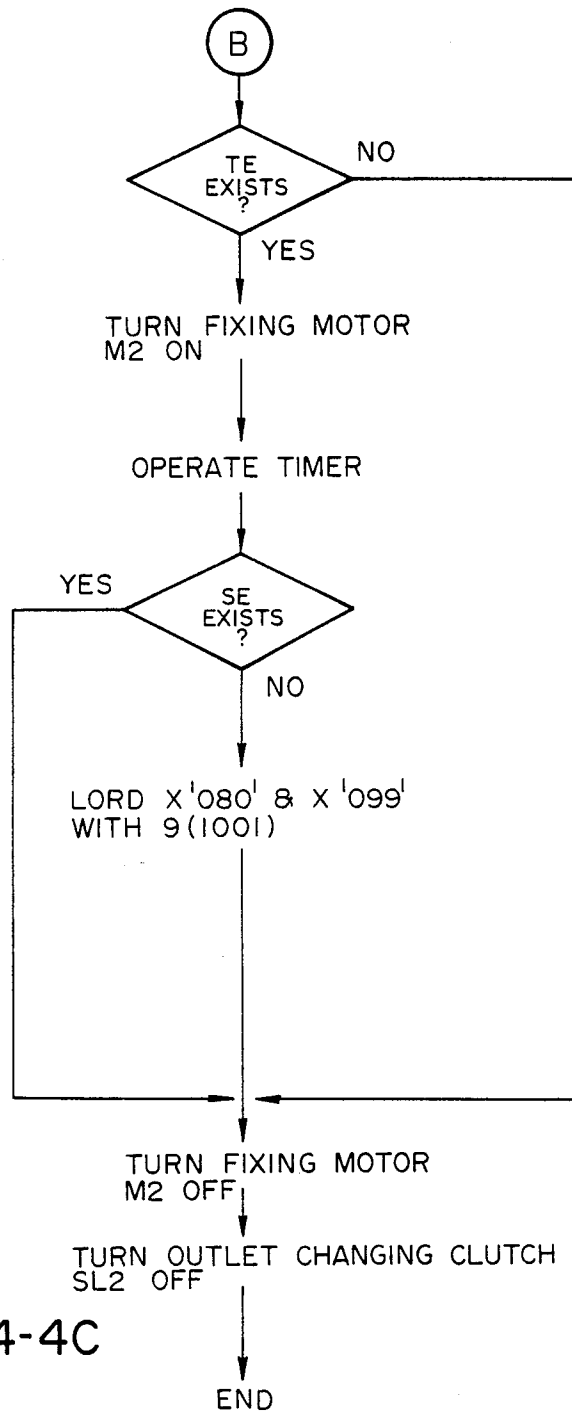 B
TE
EXISTS
?
NO
YES
TURN FIXING MOTOR
M2 ON
OPERATE TIMER
YES
SE
EXISTS
?
NO
LORD X'080' & X'099'
WITH 9(1001)
TURN FIXING MOTOR
M2 OFF
TURN OUTLET CHANGING CLUTCH
SL2 OFF
4-4C
END